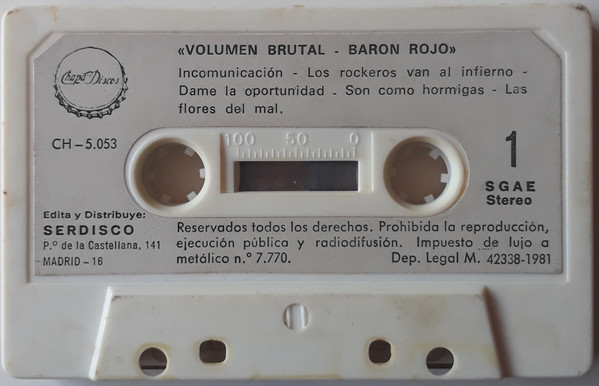 «VOLUMEN BRUTAL - BARON ROJO»
Chapa Discos
Incomunicación - Los rockeros van al infierno -
Dame la oportunidad - Son como hormigas - Las
flores del mal.
CH - 5.053
100 50 0
1
SGAE
Stereo
Edita y Distribuye:
SERDISCO
P.º de la Castellana, 141
MADRID - 16
Reservados todos los derechos. Prohibida la reproducción,
ejecución pública y radiodifusión. Impuesto de lujo a
metálico n.º 7.770.
Dep. Legal M. 42338-1981